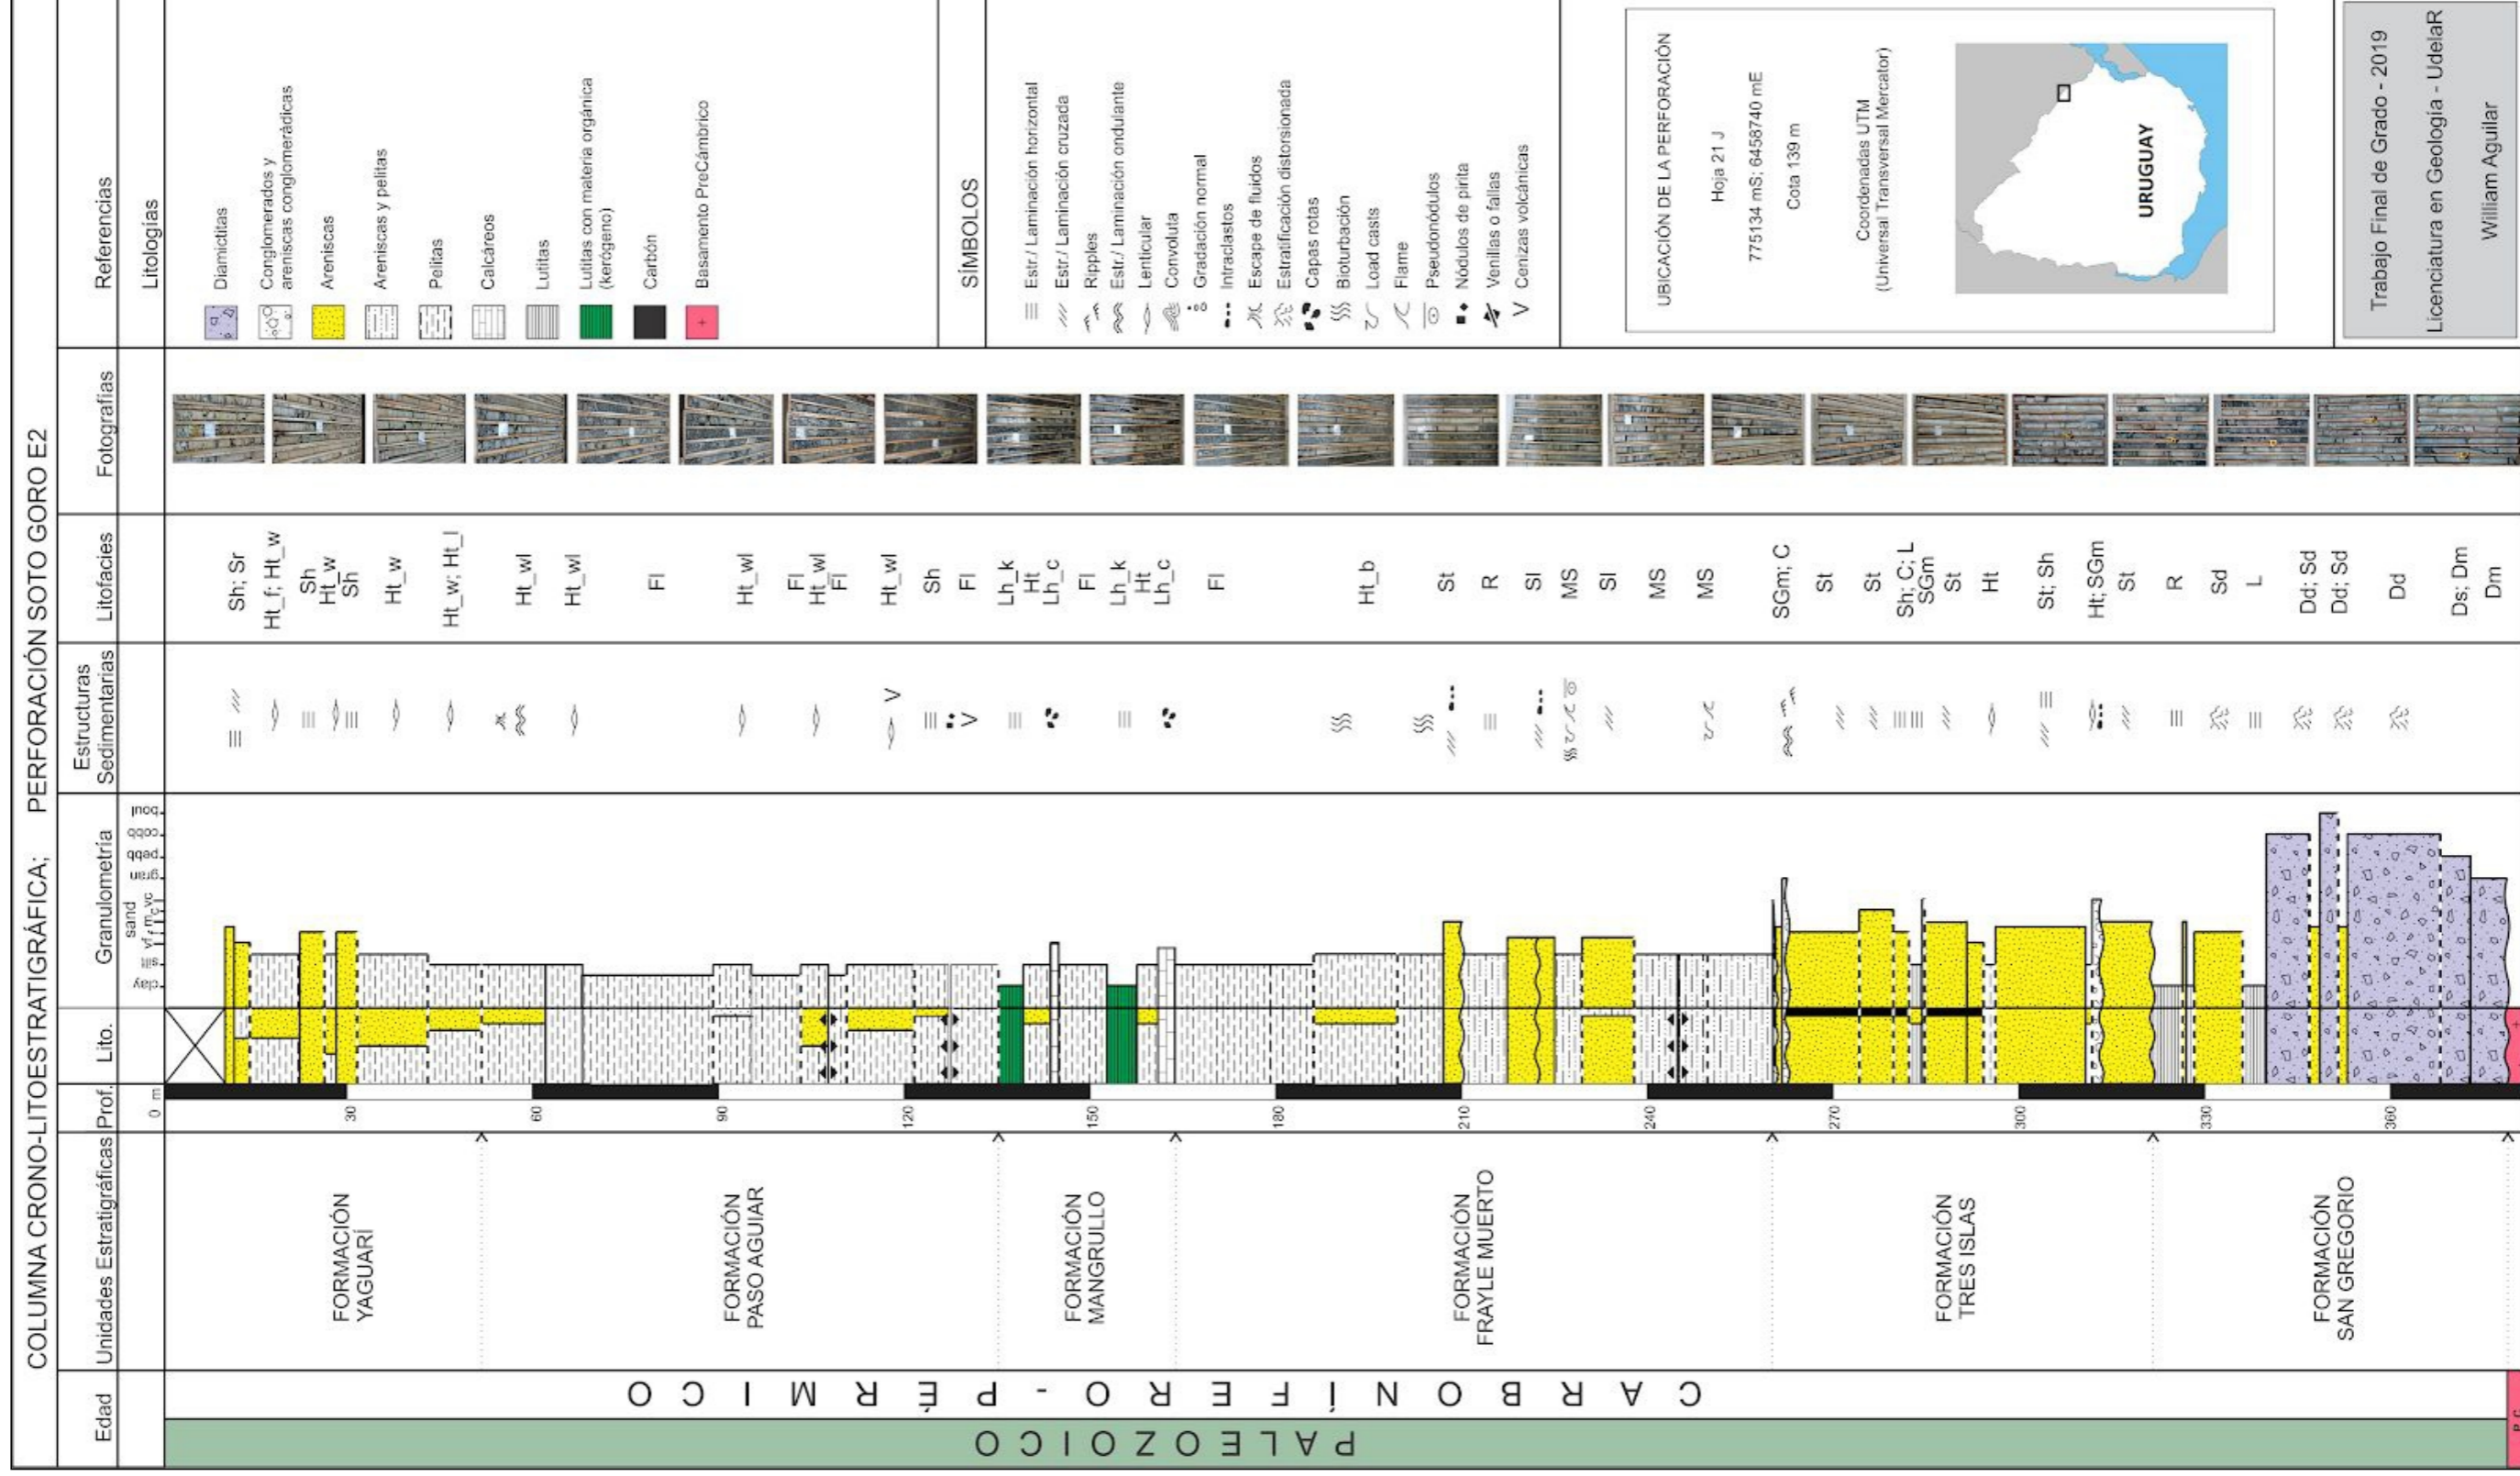 COLUMNA CRONO-LITOESTRATIGRÁFICA; PERFORACIÓN SOTO GORO E2
Edad
Unidades Estratigráficas
Prof.
Lito.
Granulometría
Estructuras
Sedimentarias
Litofacies
Fotografías
Referencias
0 m
clay
silt
sand
vf
f
m
c
vc
gran
pebb
cobb
boul
PALEOZOICO
CARBONÍFERO-PÉRMICO
FORMACIÓN
YAGUARÍ
FORMACIÓN
PASO AGUIAR
FORMACIÓN
MANGRULLO
FORMACIÓN
FRAYLE MUERTO
FORMACIÓN
TRES ISLAS
FORMACIÓN
SAN GREGORIO
30
60
90
120
150
180
210
240
270
300
330
360
Sh; Sr
Ht_f; Ht_w
Sh
Ht_w
Sh
Ht_w
Ht_w; Ht_l
Ht_wl
Ht_wl
Fl
Ht_wl
Fl
Ht_wl
Fl
Ht_wl
Sh
Fl
Lh_k
Ht
Lh_c
Fl
Lh_k
Ht
Lh_c
Fl
Ht_b
St
R
Sl
MS
Sl
MS
MS
SGm; C
St
St
Sh; C; L
SGm
St
Ht
St; Sh
Ht; SGm
St
R
Sd
L
Dd; Sd
Dd; Sd
Dd
Ds; Dm
Dm
Litologías
Diamictitas
Conglomerados y
areniscas conglomerádicas
Areniscas
Areniscas y pelitas
Pelitas
Calcáreos
Lutitas
Lutitas con materia orgánica
(kerógeno)
Carbón
Basamento PreCámbrico
SÍMBOLOS
Estr./ Laminación horizontal
Estr./ Laminación cruzada
Ripples
Estr./ Laminación ondulante
Lenticular
Convoluta
Gradación normal
Intraclastos
Escape de fluidos
Estratificación distorsionada
Capas rotas
Bioturbación
Load casts
Flame
Pseudonódulos
Nódulos de pirita
Venillas o fallas
Cenizas volcánicas
UBICACIÓN DE LA PERFORACIÓN
Hoja 21 J
775134 mS; 6458740 mE
Cota 139 m
Coordenadas UTM
(Universal Transversal Mercator)
URUGUAY
Trabajo Final de Grado - 2019
Licenciatura en Geología - UdelaR
William Aguilar